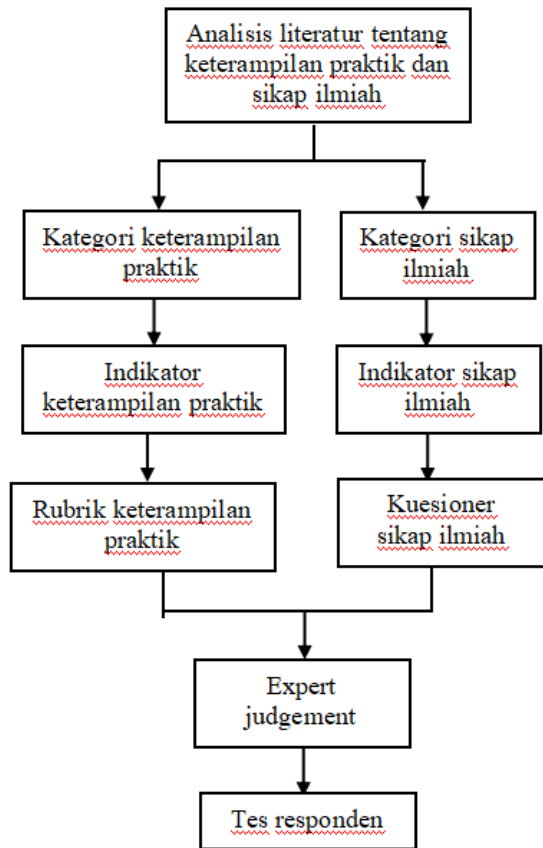 Analisis literatur tentang
keterampilan praktik dan
sikap ilmiah
Kategori keterampilan
praktik
Kategori sikap
ilmiah
Indikator
keterampilan praktik
Indikator sikap
ilmiah
Rubrik keterampilan
praktik
Kuesioner
sikap ilmiah
Expert
judgement
Tes responden